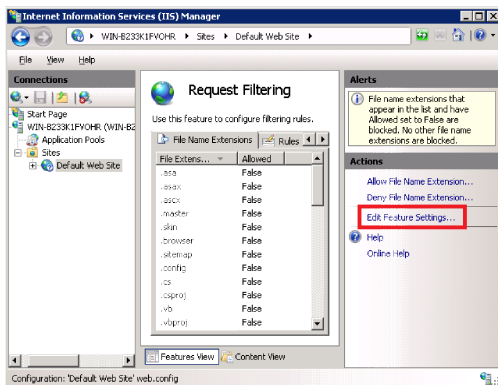 Internet Information Services (IIS) Manager
WIN-B233K1FVOHR ▸ Sites ▸ Default Web Site ▸
File View Help
Connections
Start Page
WIN-B233K1FVOHR (WIN-B2
Application Pools
Sites
Default Web Site
Request Filtering
Use this feature to configure filtering rules.
File Name Extensions Rules
File Extens... Allowed
.asa False
.asax False
.ascx False
.master False
.skin False
.browser False
.sitemap False
.config False
.cs False
.csproj False
.vb False
.vbproj False
Features View Content View
Alerts
File name extensions that
appear in the list and have
Allowed set to False are
blocked. No other file name
extensions are blocked.
Actions
Allow File Name Extension...
Deny File Name Extension...
Edit Feature Settings...
Help
Online Help
Configuration: 'Default Web Site' web.config